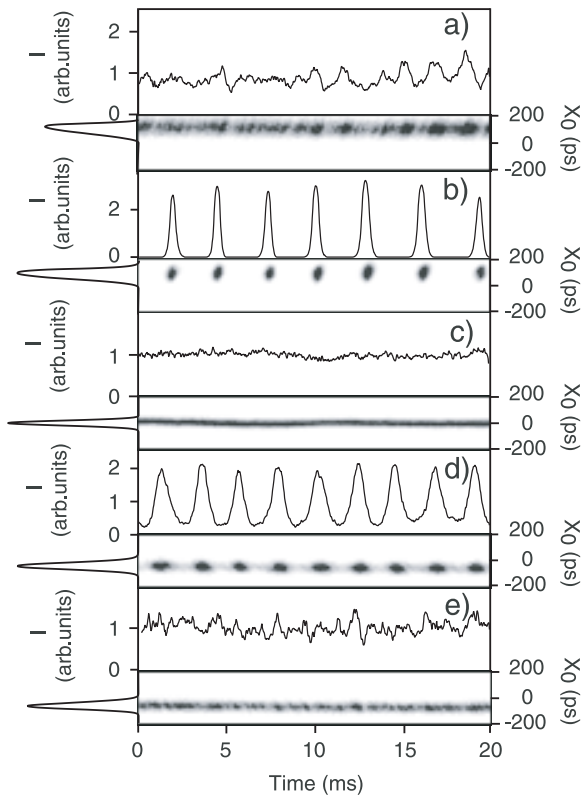 a)
2
1
0
I
(arb.units)
200
0
-200
X0 (ps)
b)
2
0
I
(arb.units)
200
0
-200
X0 (ps)
c)
1
0
I
(arb.units)
200
0
-200
X0 (ps)
d)
2
1
0
I
(arb.units)
200
0
-200
X0 (ps)
e)
1
0
I
(arb.units)
200
0
-200
X0 (ps)
0 5 10 15 20
Time (ms)